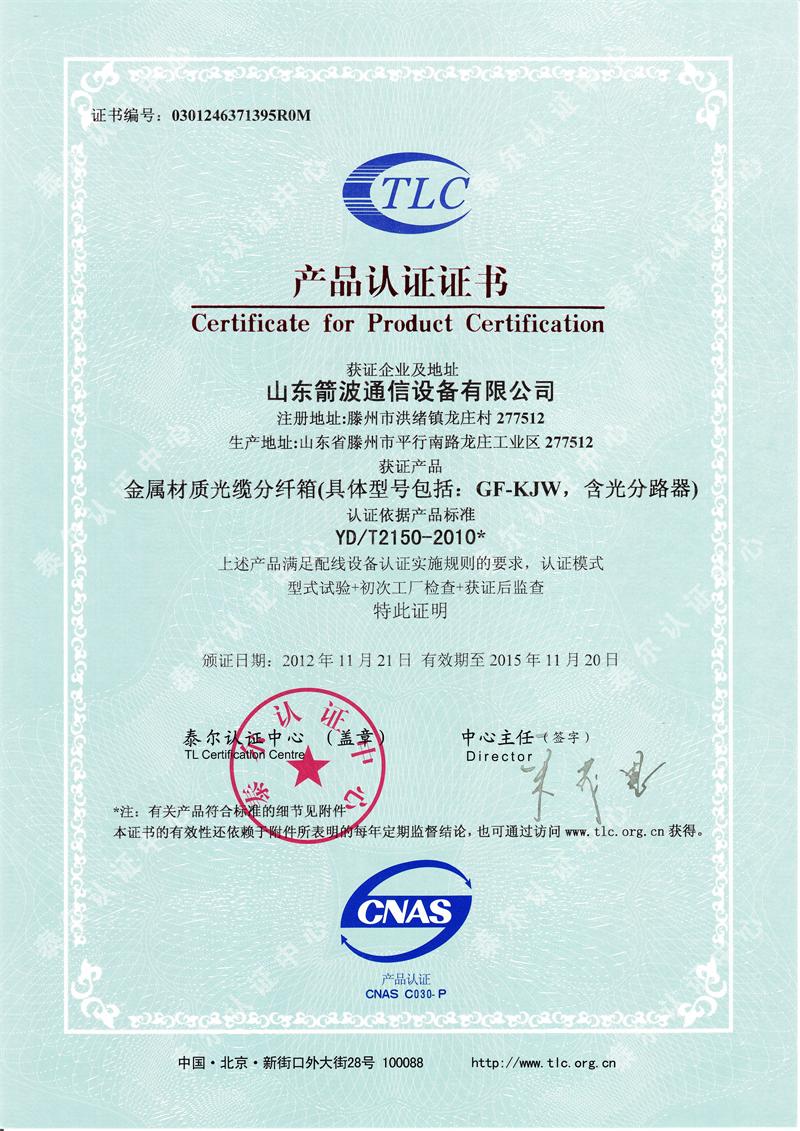 证书编号：0301246371395R0M
TLC
产品认证证书
Certificate for Product Certification
获证企业及地址
山东箭波通信设备有限公司
注册地址:滕州市洪绪镇龙庄村 277512
生产地址:山东省滕州市平行南路龙庄工业区 277512
获证产品
金属材质光缆分纤箱(具体型号包括：GF-KJW，含光分路器)
认证依据产品标准
YD/T2150-2010*
上述产品满足配线设备认证实施规则的要求，认证模式
型式试验+初次工厂检查+获证后监查
特此证明
颁证日期：2012 年 11 月 21 日 有效期至 2015 年 11 月 20 日
泰尔认证中心 （盖章） 中心主任（签字）
TL Certification Centre Director
泰尔认证中心
*注：有关产品符合标准的细节见附件
本证书的有效性还依赖于附件所表明的每年定期监督结论，也可通过访问 www.tlc.org.cn 获得。
CNAS
产品认证
CNAS C030-P
中国·北京·新街口外大街28号 100088 http://www.tlc.org.cn